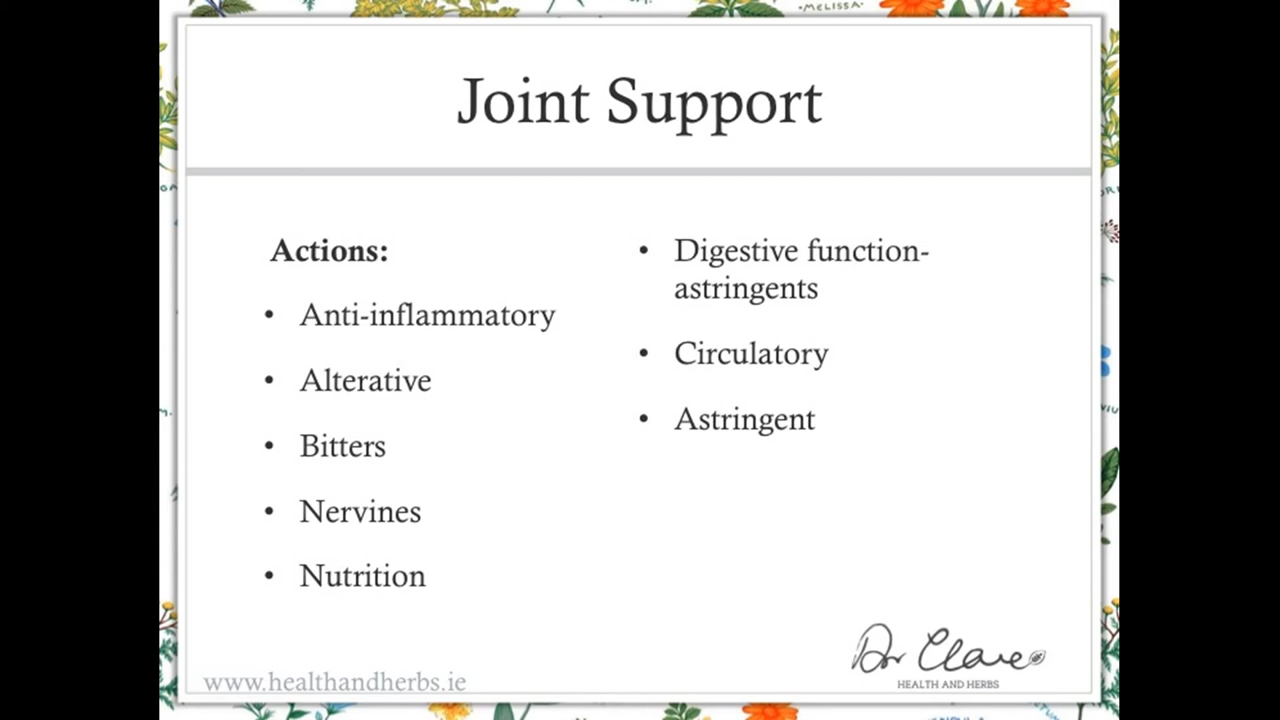 MELISSA
Joint Support
Actions:
• Anti-inflammatory
• Alterative
• Bitters
• Nervines
• Nutrition
• Digestive function-
astringents
• Circulatory
• Astringent
Dr Clare
HEALTH AND HERBS
www.healthandherbs.ie